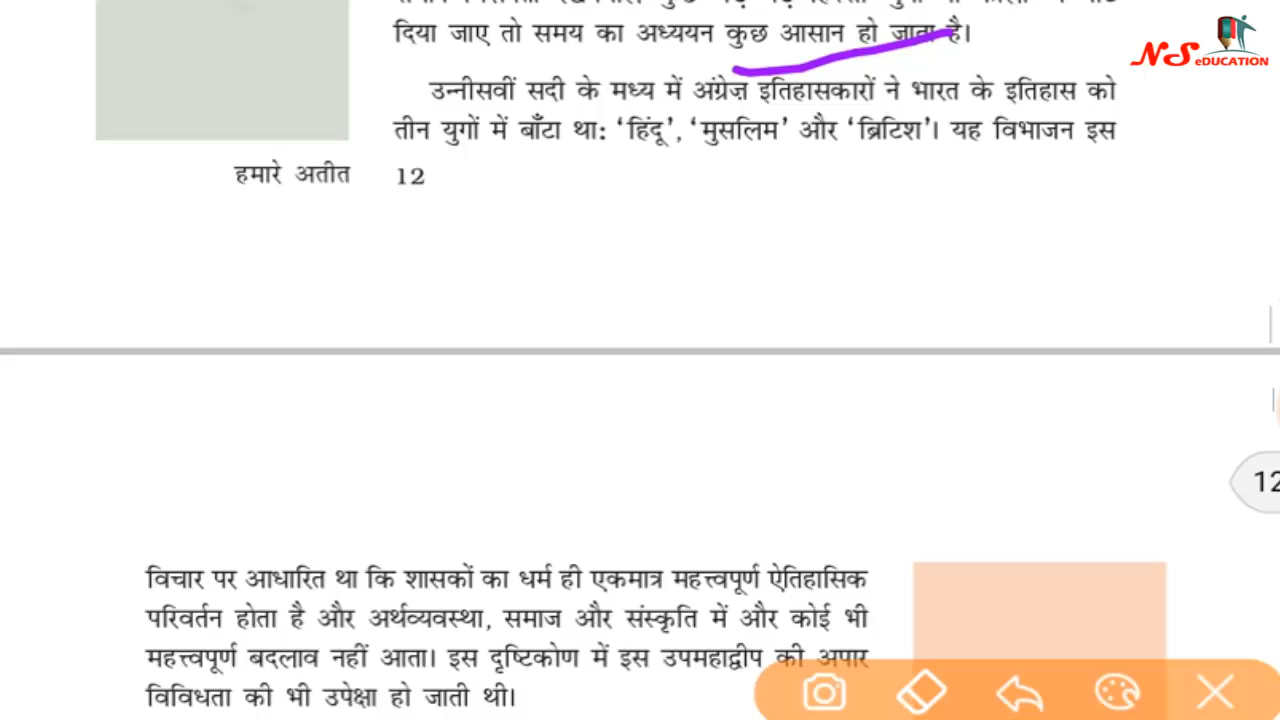 दिया जाए तो समय का अध्ययन कुछ आसान हो जाता है।
उन्नीसवीं सदी के मध्य में अंग्रेज़ इतिहासकारों ने भारत के इतिहास को
तीन युगों में बाँटा था: ‘हिंदू’, ‘मुसलिम’ और ‘ब्रिटिश’। यह विभाजन इस
हमारे अतीत 12
NS eDUCATION
12
विचार पर आधारित था कि शासकों का धर्म ही एकमात्र महत्त्वपूर्ण ऐतिहासिक
परिवर्तन होता है और अर्थव्यवस्था, समाज और संस्कृति में और कोई भी
महत्त्वपूर्ण बदलाव नहीं आता। इस दृष्टिकोण में इस उपमहाद्वीप की अपार
विविधता की भी उपेक्षा हो जाती थी।